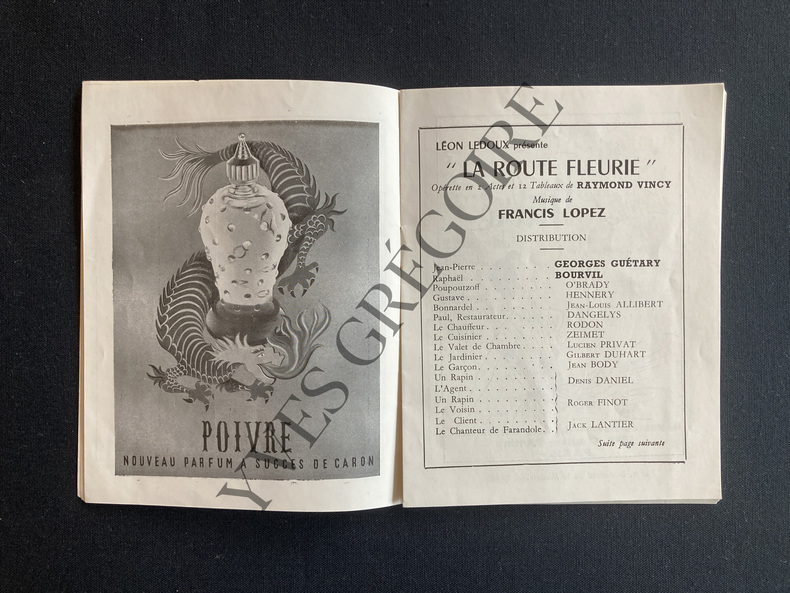 POIVRE
NOUVEAU PARFUM A SUCCES DE CARON
LÉON LEDOUX présente
" LA ROUTE FLEURIE "
Opérette en 2 Actes et 12 Tableaux de RAYMOND VINCY
Musique de
FRANCIS LOPEZ
DISTRIBUTION
Jean-Pierre . . . . . . . . . GEORGES GUÉTARY
Raphaël . . . . . . . . . BOURVIL
Poupoutzoff . . . . . . . . . O'BRADY
Gustave . . . . . . . . . HENNERY
Bonnardel . . . . . . . . . JEAN-LOUIS ALLIBERT
Paul, Restaurateur . . . . . . DANGELYS
Le Chauffeur . . . . . . . . RODON
Le Cuisinier . . . . . . . . ZEIMET
Le Valet de Chambre . . . . LUCIEN PRIVAT
Le Jardinier . . . . . . . . GILBERT DUHART
Le Garçon . . . . . . . . JEAN BODY
Un Rapin . . . . . . . .
L'Agent . . . . . . . . DENIS DANIEL
Un Rapin . . . . . . . .
Le Voisin . . . . . . . . ROGER FINOT
Le Client . . . . . . . .
Le Chanteur de Farandole . . JACK LANTIER
Suite page suivante
YVES GRÉGOIRE